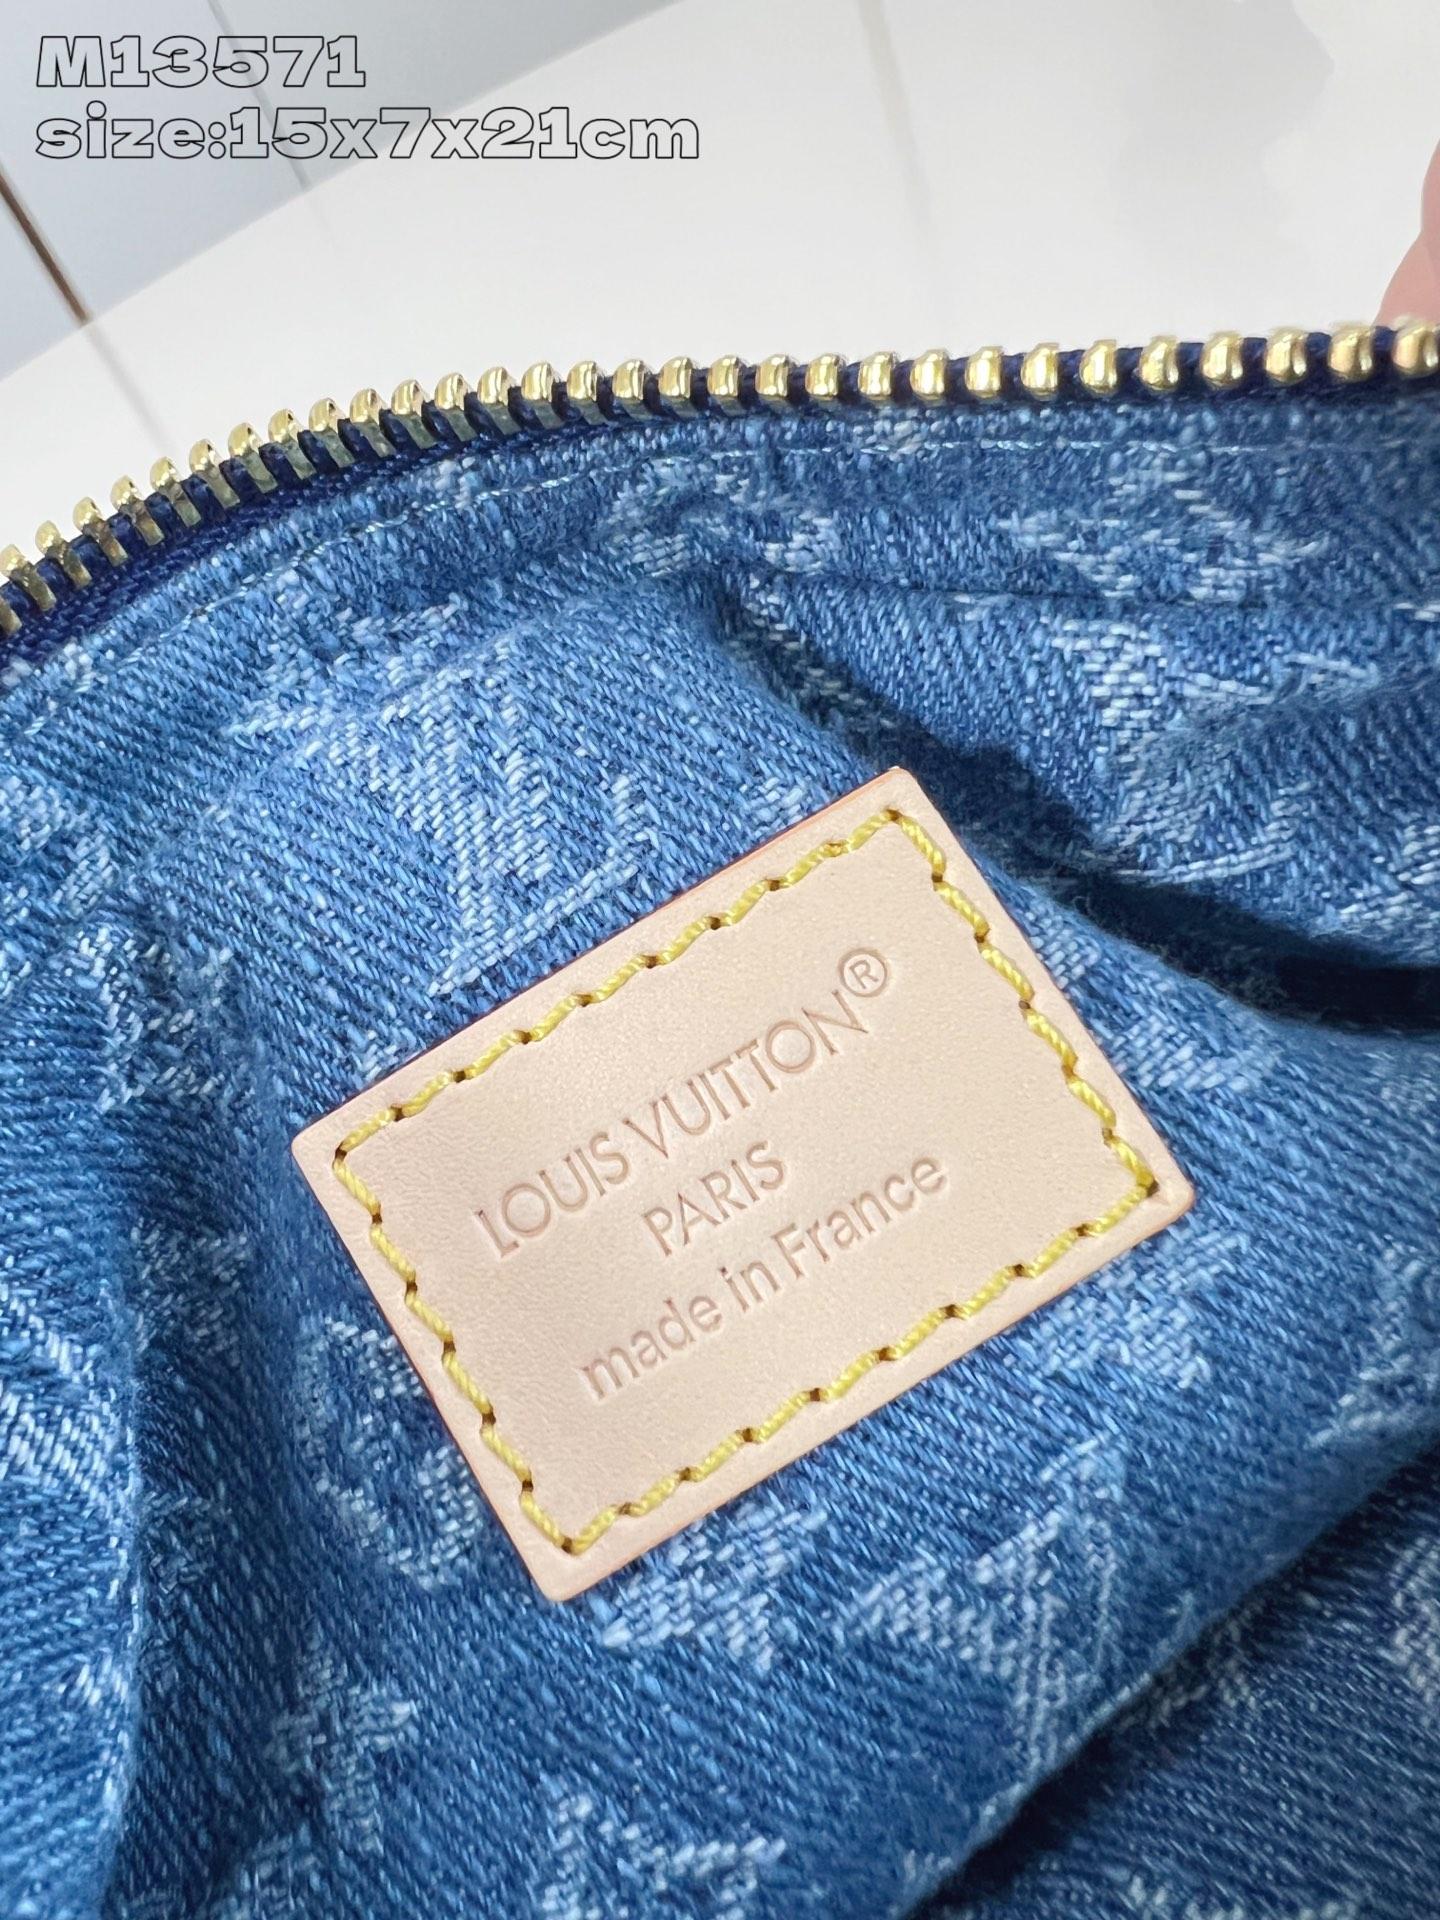 M13571
size:15x7x21cm
LOUIS VUITTON®
PARIS
made in France